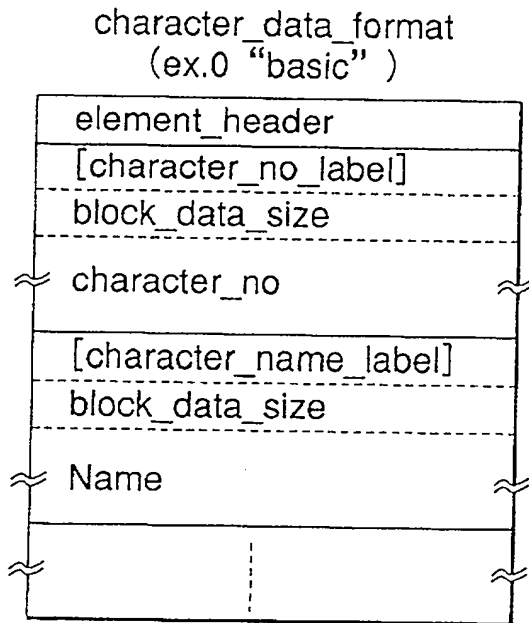 character_data_format
(ex.0 “basic” )
element_header
[character_no_label]
block_data_size
character_no
[character_name_label]
block_data_size
Name